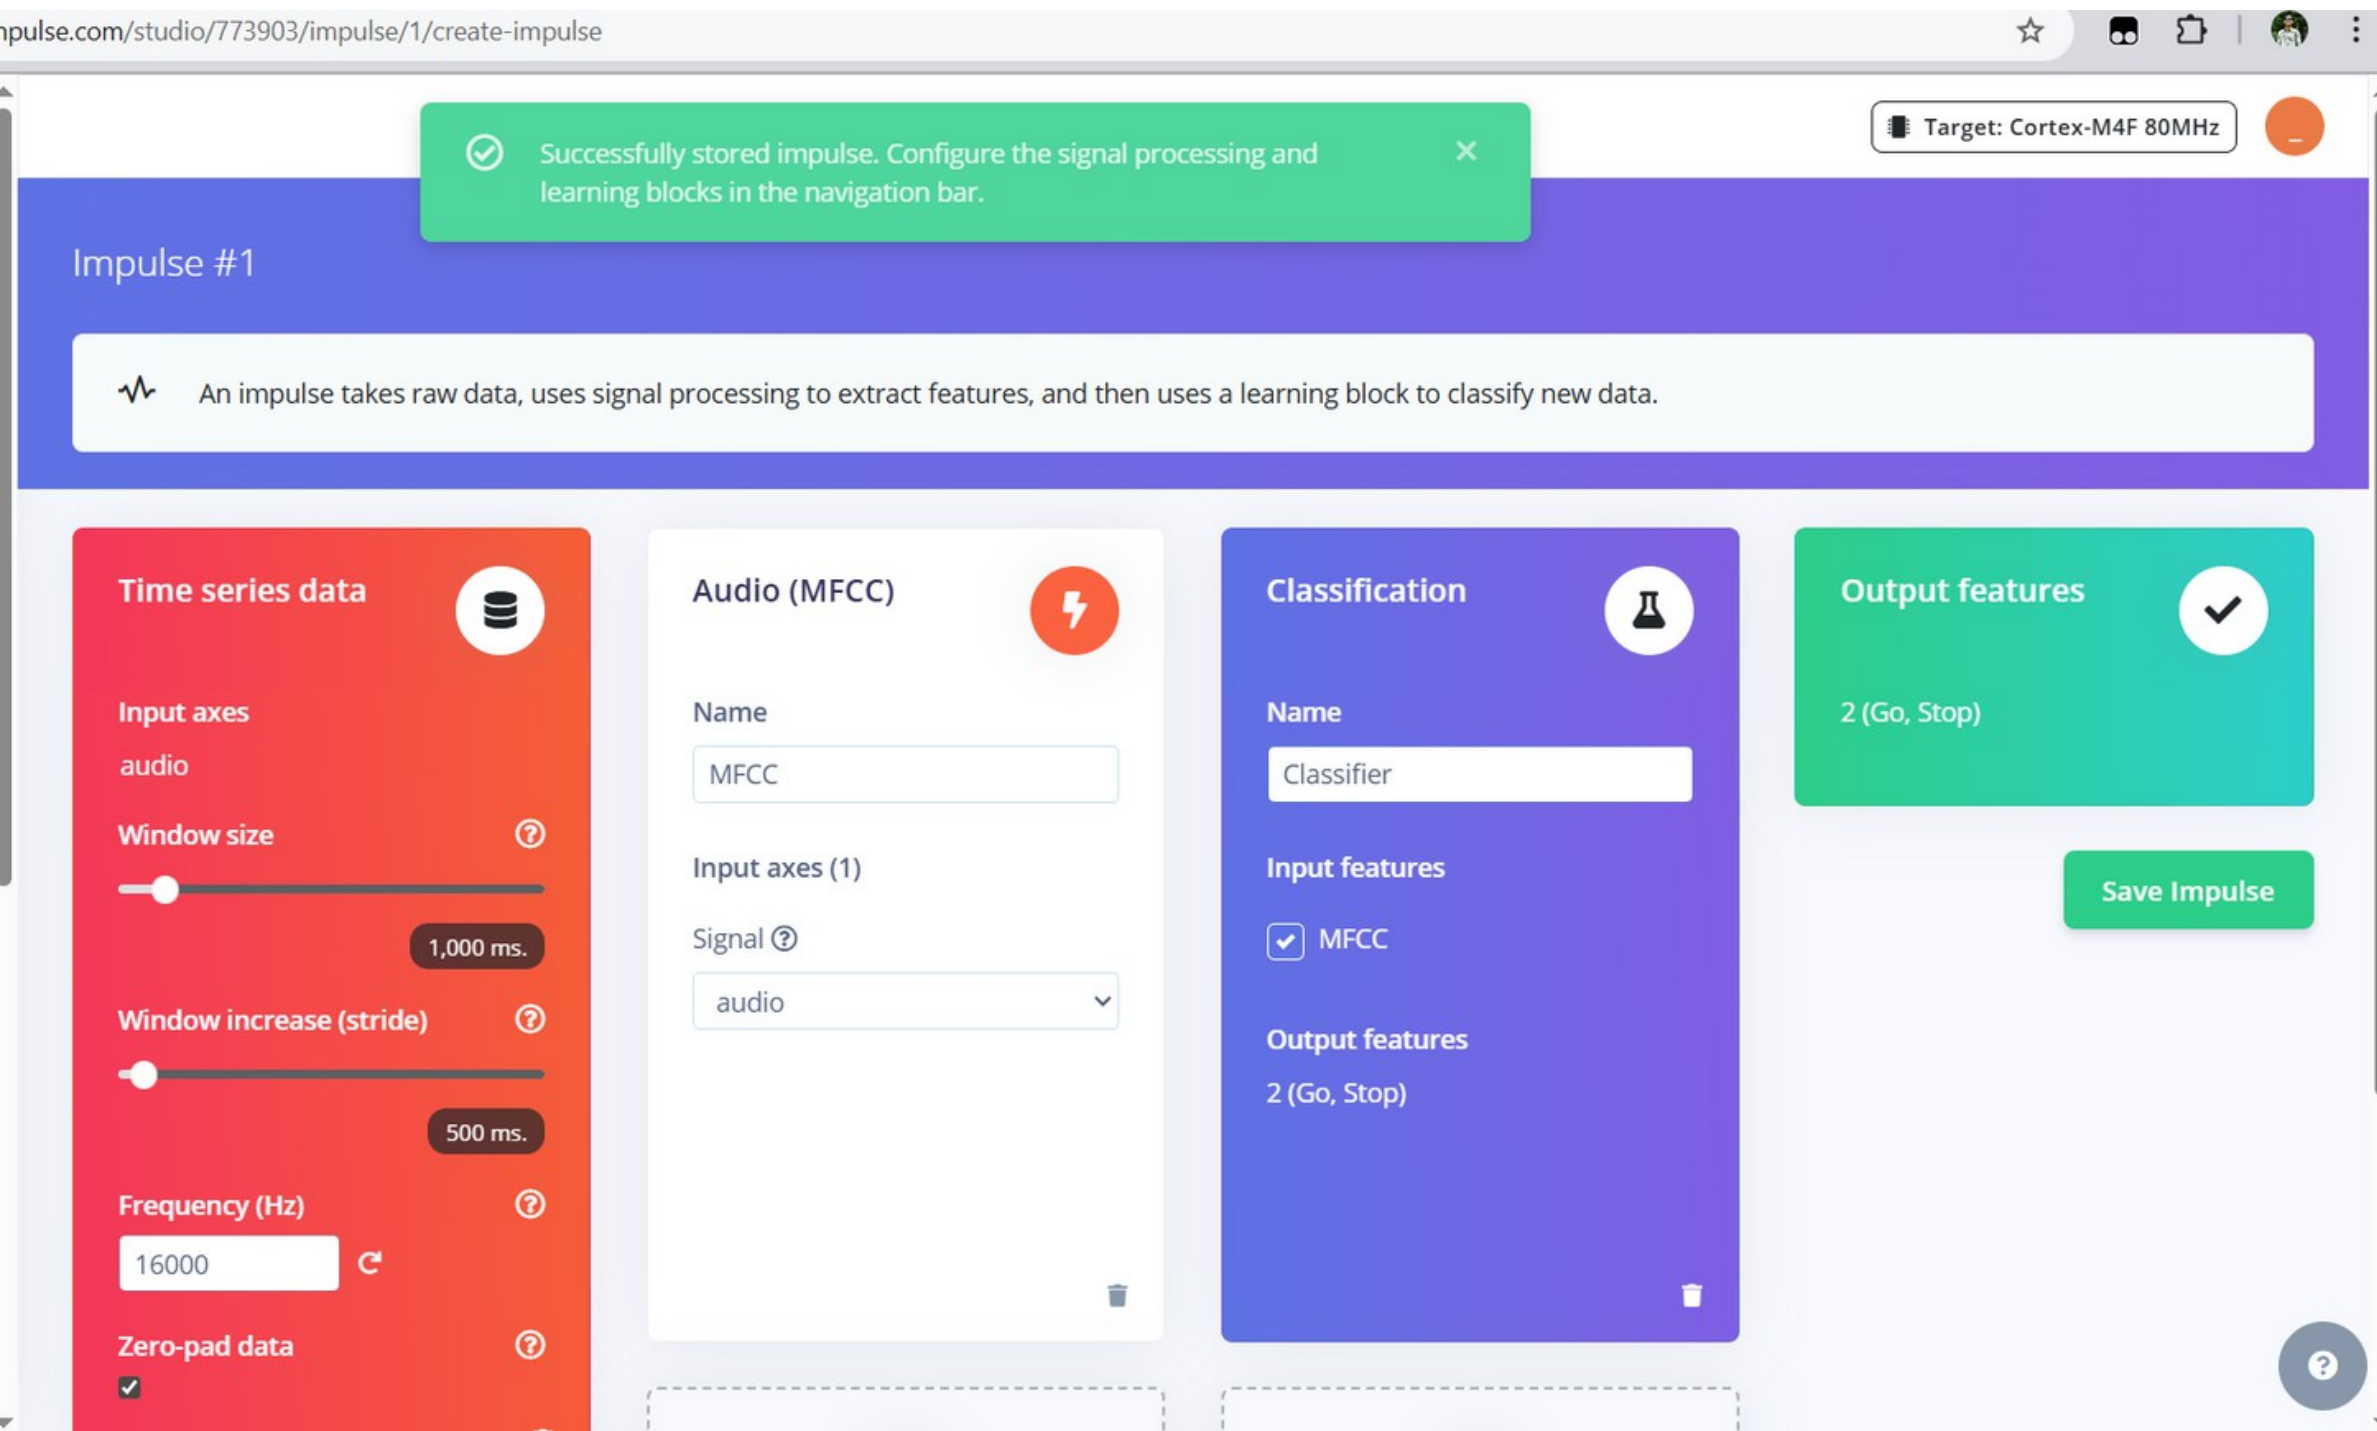 npulse.com/studio/773903/impulse/1/create-impulse
Successfully stored impulse. Configure the signal processing and
learning blocks in the navigation bar.
Target: Cortex-M4F 80MHz
Impulse #1
An impulse takes raw data, uses signal processing to extract features, and then uses a learning block to classify new data.
Time series data
Input axes
audio
Window size
1,000 ms.
Window increase (stride)
500 ms.
Frequency (Hz)
16000
Zero-pad data
Audio (MFCC)
Name
MFCC
Input axes (1)
Signal
audio
Classification
Name
Classifier
Input features
MFCC
Output features
2 (Go, Stop)
Output features
2 (Go, Stop)
Save Impulse